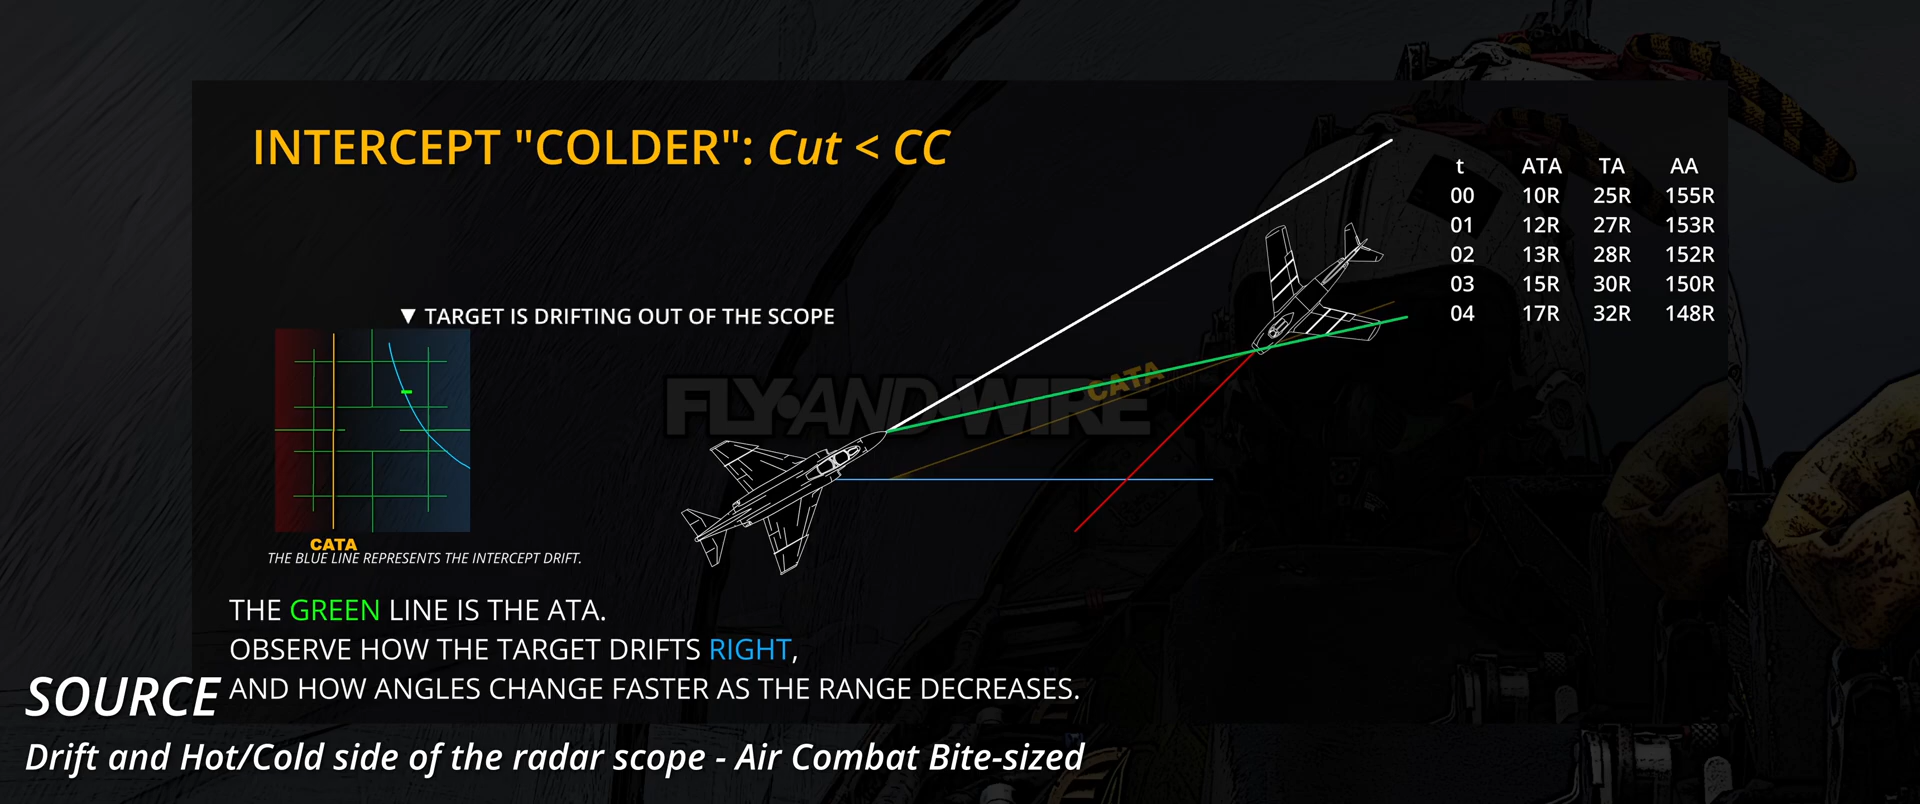 INTERCEPT "COLDER": Cut < CC
t ATA TA AA
00 10R 25R 155R
01 12R 27R 153R
02 13R 28R 152R
03 15R 30R 150R
04 17R 32R 148R
▼ TARGET IS DRIFTING OUT OF THE SCOPE
CATA
FLY•AND•WIRE
CATA
THE BLUE LINE REPRESENTS THE INTERCEPT DRIFT.
THE GREEN LINE IS THE ATA.
OBSERVE HOW THE TARGET DRIFTS RIGHT,
AND HOW ANGLES CHANGE FASTER AS THE RANGE DECREASES.
SOURCE
Drift and Hot/Cold side of the radar scope - Air Combat Bite-sized